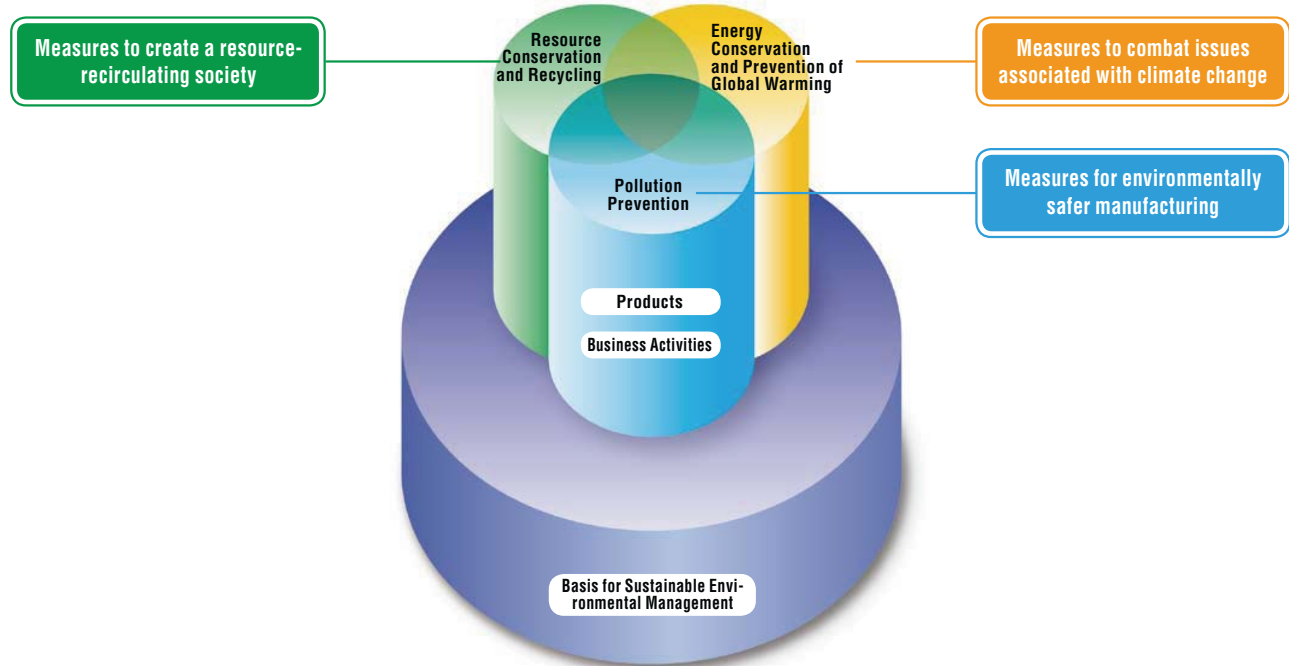 Measures to create a resource-
recirculating society
Resource
Conservation
and Recycling
Energy
Conservation
and Prevention of
Global Warming
Measures to combat issues
associated with climate change
Pollution
Prevention
Measures for environmentally
safer manufacturing
Products
Business Activities
Basis for Sustainable Envi-
ronmental Management